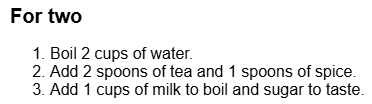 For two
1. Boil 2 cups of water.
2. Add 2 spoons of tea and 1 spoons of spice.
3. Add 1 cups of milk to boil and sugar to taste.